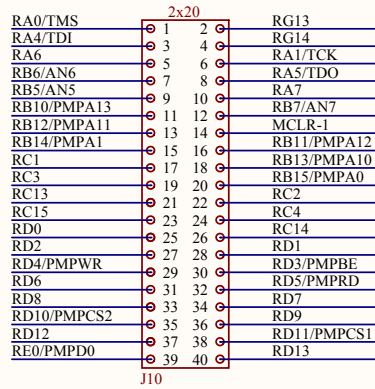 2x20
RA0/TMS 1 2 RG13
RA4/TDI 3 4 RG14
RA6 5 6 RA1/TCK
RB6/AN6 7 8 RA5/TDO
RB5/AN5 9 10 RA7
RB10/PMPA13 11 12 RB7/AN7
RB12/PMPA11 13 14 MCLR-1
RB14/PMPA1 15 16 RB11/PMPA12
RC1 17 18 RB13/PMPA10
RC3 19 20 RB15/PMPA0
RC13 21 22 RC2
RC15 23 24 RC4
RD0 25 26 RC14
RD2 27 28 RD1
RD4/PMPWR 29 30 RD3/PMPBE
RD6 31 32 RD5/PMPRD
RD8 33 34 RD7
RD10/PMPCS2 35 36 RD9
RD12 37 38 RD11/PMPCS1
RE0/PMPD0 39 40 RD13
J10